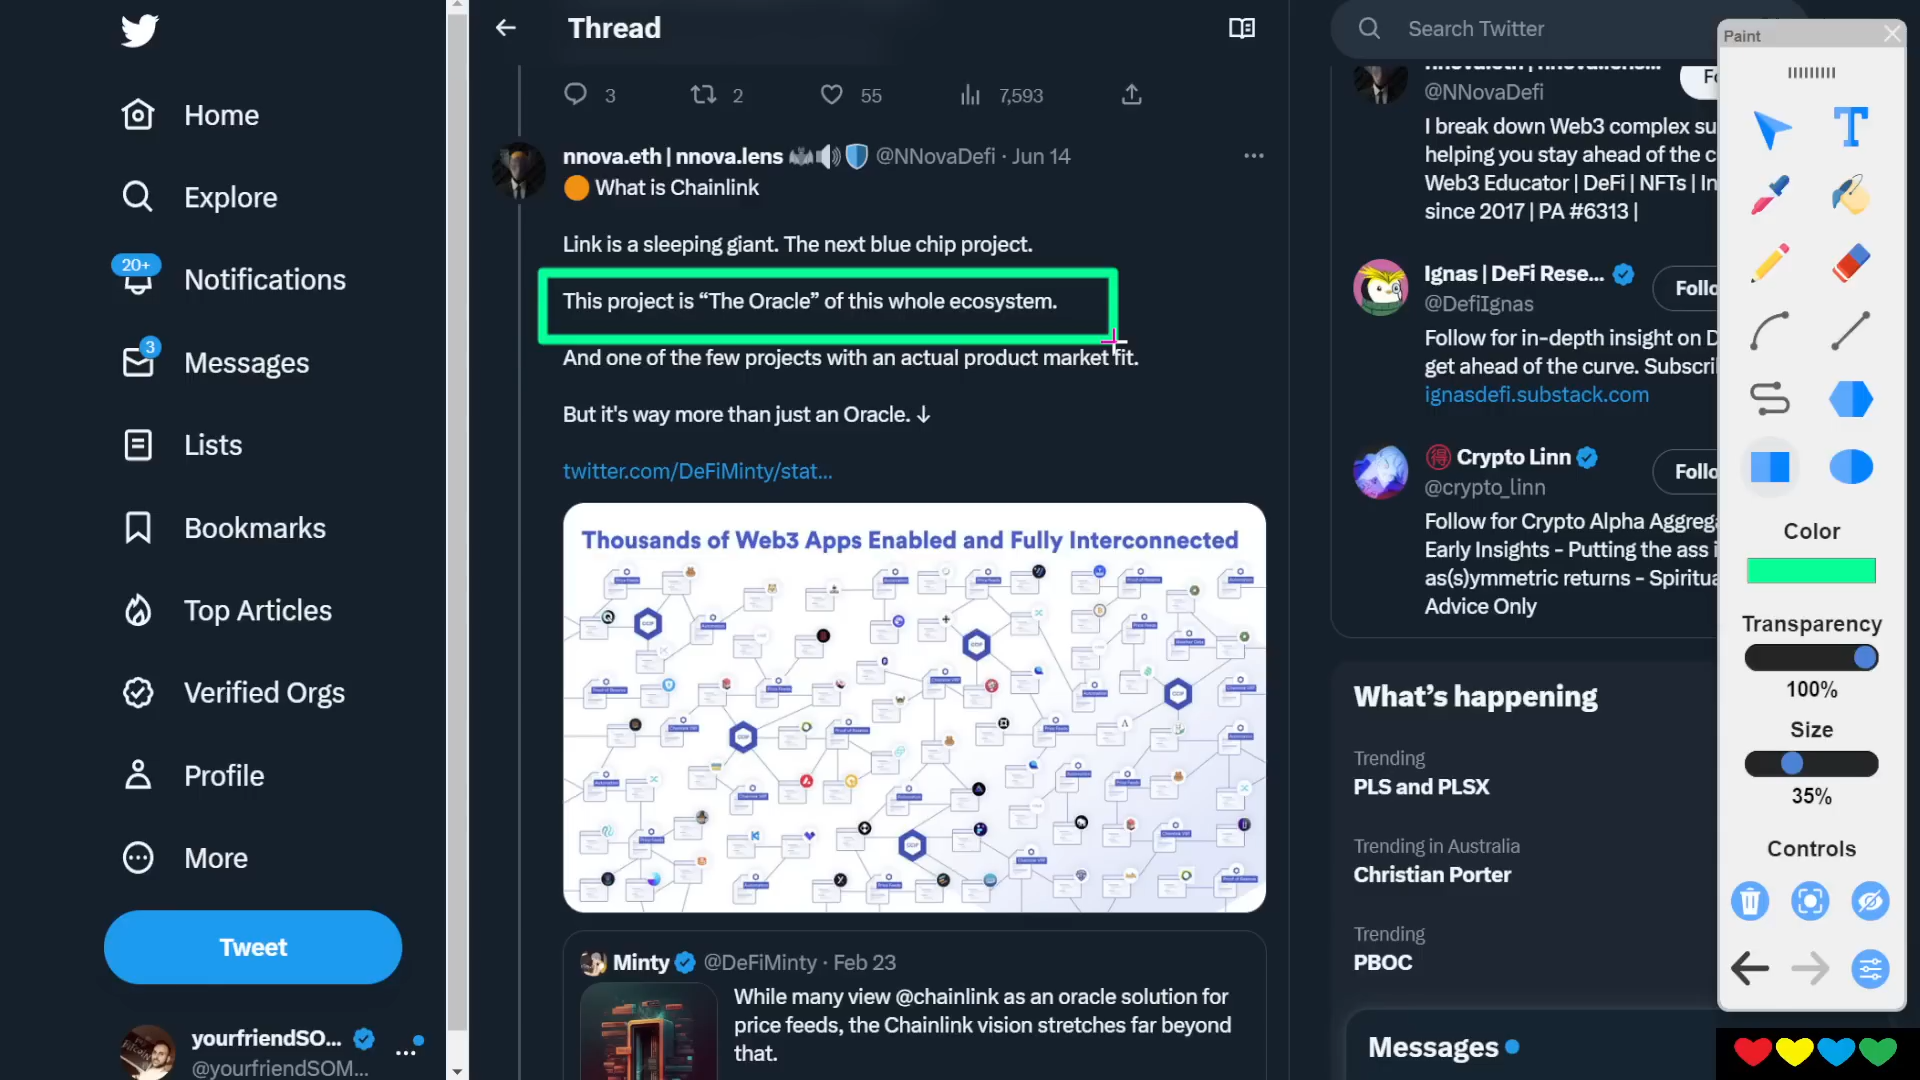 Home
Explore
20+
Notifications
3
Messages
Lists
Bookmarks
Top Articles
Verified Orgs
Profile
More
Tweet
yourfriendSO...
@yourfriendSOM...
Thread
3
2
55
7,593
nnova.eth | nnova.lens @NNovaDefi · Jun 14
What is Chainlink
Link is a sleeping giant. The next blue chip project.
This project is “The Oracle” of this whole ecosystem.
And one of the few projects with an actual product market fit.
But it's way more than just an Oracle. ↓
twitter.com/DeFiMinty/stat...
Thousands of Web3 Apps Enabled and Fully Interconnected
Minty @DeFiMinty · Feb 23
While many view @chainlink as an oracle solution for
price feeds, the Chainlink vision stretches far beyond
that.
Search Twitter
@NNovaDefi
I break down Web3 complex su
helping you stay ahead of the c
Web3 Educator | DeFi | NFTs | In
since 2017 | PA #6313 |
Ignas | DeFi Rese...
Follo
@DefiIgnas
Follow for in-depth insight on D
get ahead of the curve. Subscri
ignasdefi.substack.com
得 Crypto Linn
Follo
@crypto_linn
Follow for Crypto Alpha Aggrega
Early Insights - Putting the ass i
as(s)ymmetric returns - Spiritua
Advice Only
What’s happening
Trending
PLS and PLSX
Trending in Australia
Christian Porter
Trending
PBOC
Messages
Paint
T
Color
Transparency
100%
Size
35%
Controls